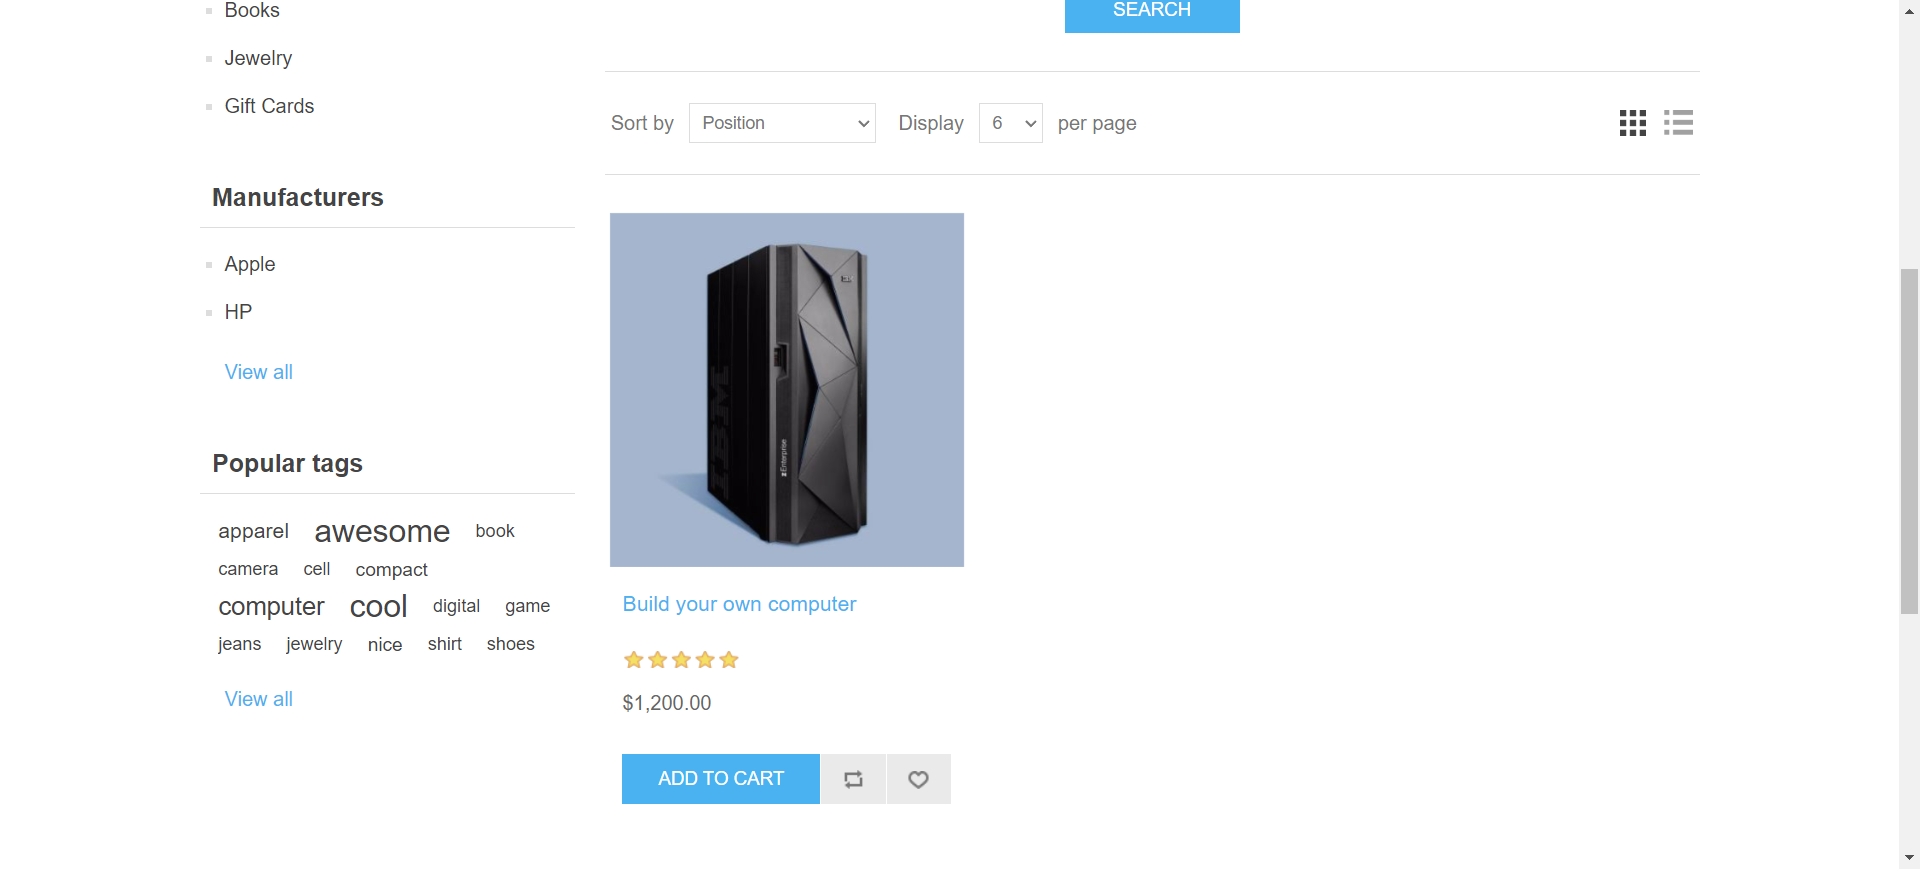 Books
Jewelry
Gift Cards
Manufacturers
Apple
HP
View all
Popular tags
apparel awesome book
camera cell compact
computer cool digital game
jeans jewelry nice shirt shoes
View all
SEARCH
Sort by Position Display 6 per page
IBM
zEnterprise
Build your own computer
$1,200.00
ADD TO CART